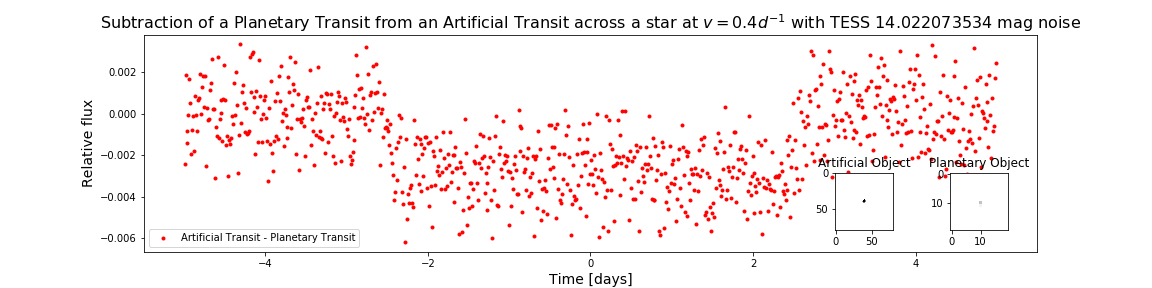 Subtraction of a Planetary Transit from an Artificial Transit across a star at v = 0.4d⁻¹ with TESS 14.022073534 mag noise
Relative flux
0.002
0.000
−0.002
−0.004
−0.006
Artificial Transit - Planetary Transit
Artificial Object
0
50
0 50
Planetary Object
0
10
0 10
−4 −2 0 2 4
Time [days]